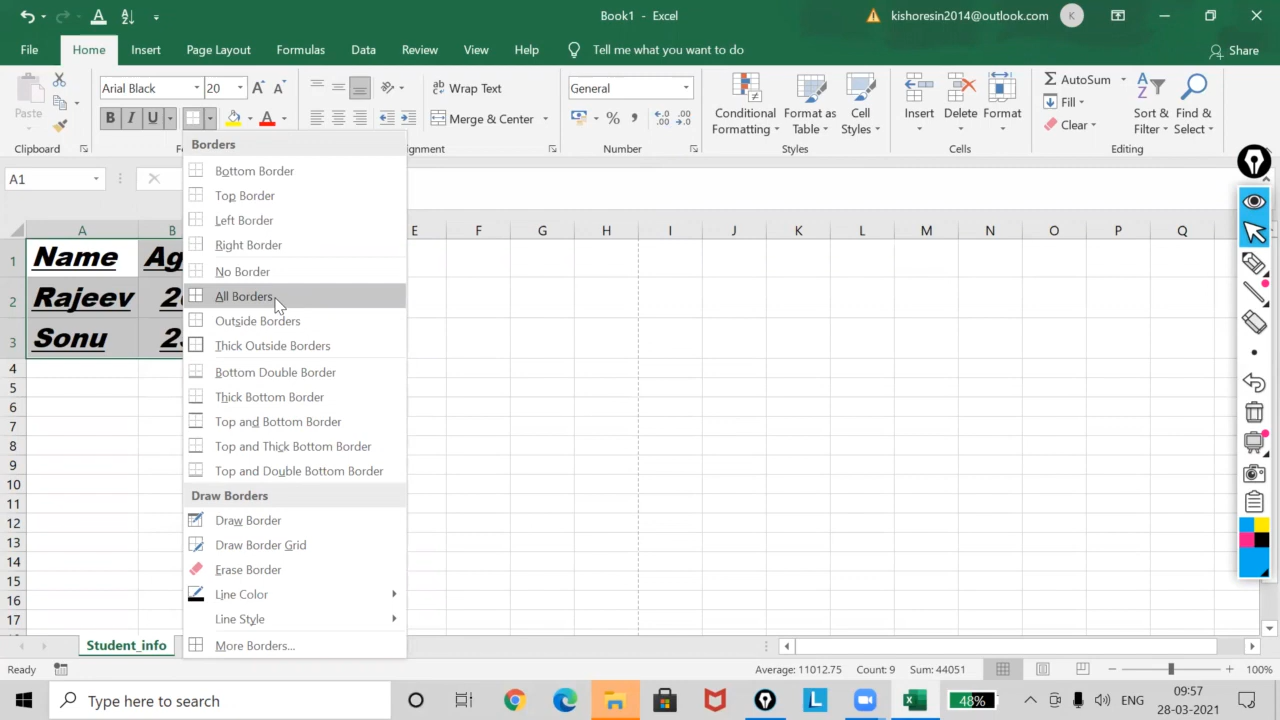 Book1 - Excel
kishoresin2014@outlook.com
K
File Home Insert Page Layout Formulas Data Review View Help Tell me what you want to do Share
Paste
Clipboard
Arial Black 20
B I U
Wrap Text
Merge & Center
General
Number
Conditional Formatting
Format as Table
Cell Styles
Styles
Insert Delete Format
Cells
AutoSum
Fill
Clear
Sort & Filter
Find & Select
Editing
A1
A B E F G H I J K L M N O P Q
1 Name Ag
2 Rajeev 2
3 Sonu 2
4
5
6
7
8
9
10
11
12
13
14
15
16
17
Borders
Bottom Border
Top Border
Left Border
Right Border
No Border
All Borders
Outside Borders
Thick Outside Borders
Bottom Double Border
Thick Bottom Border
Top and Bottom Border
Top and Thick Bottom Border
Top and Double Bottom Border
Draw Borders
Draw Border
Draw Border Grid
Erase Border
Line Color
Line Style
More Borders...
Student_info
Ready
Average: 11012.75 Count: 9 Sum: 44051
100%
Type here to search
48%
ENG
09:57
28-03-2021